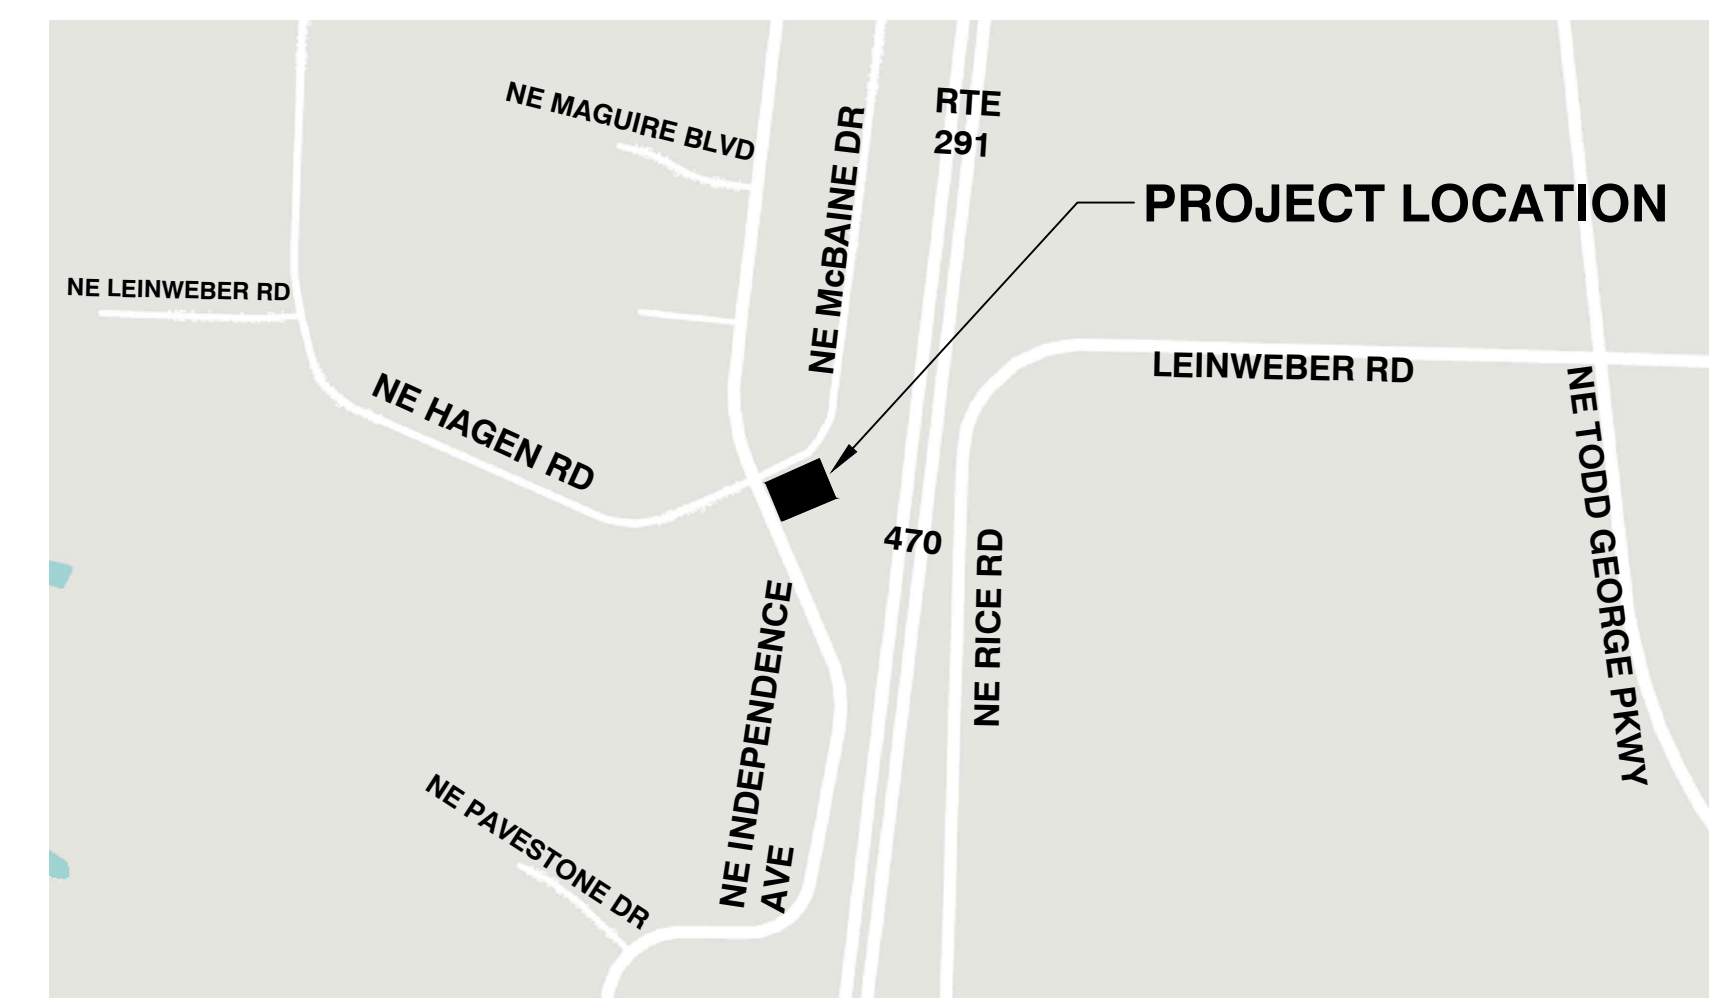 NE MAGUIRE BLVD
NE McBAINE DR
RTE
291
PROJECT LOCATION
NE LEINWEBER RD
NE HAGEN RD
LEINWEBER RD
NE TODD GEORGE PKWY
470
NE RICE RD
NE INDEPENDENCE
AVE
NE PAVESTONE DR